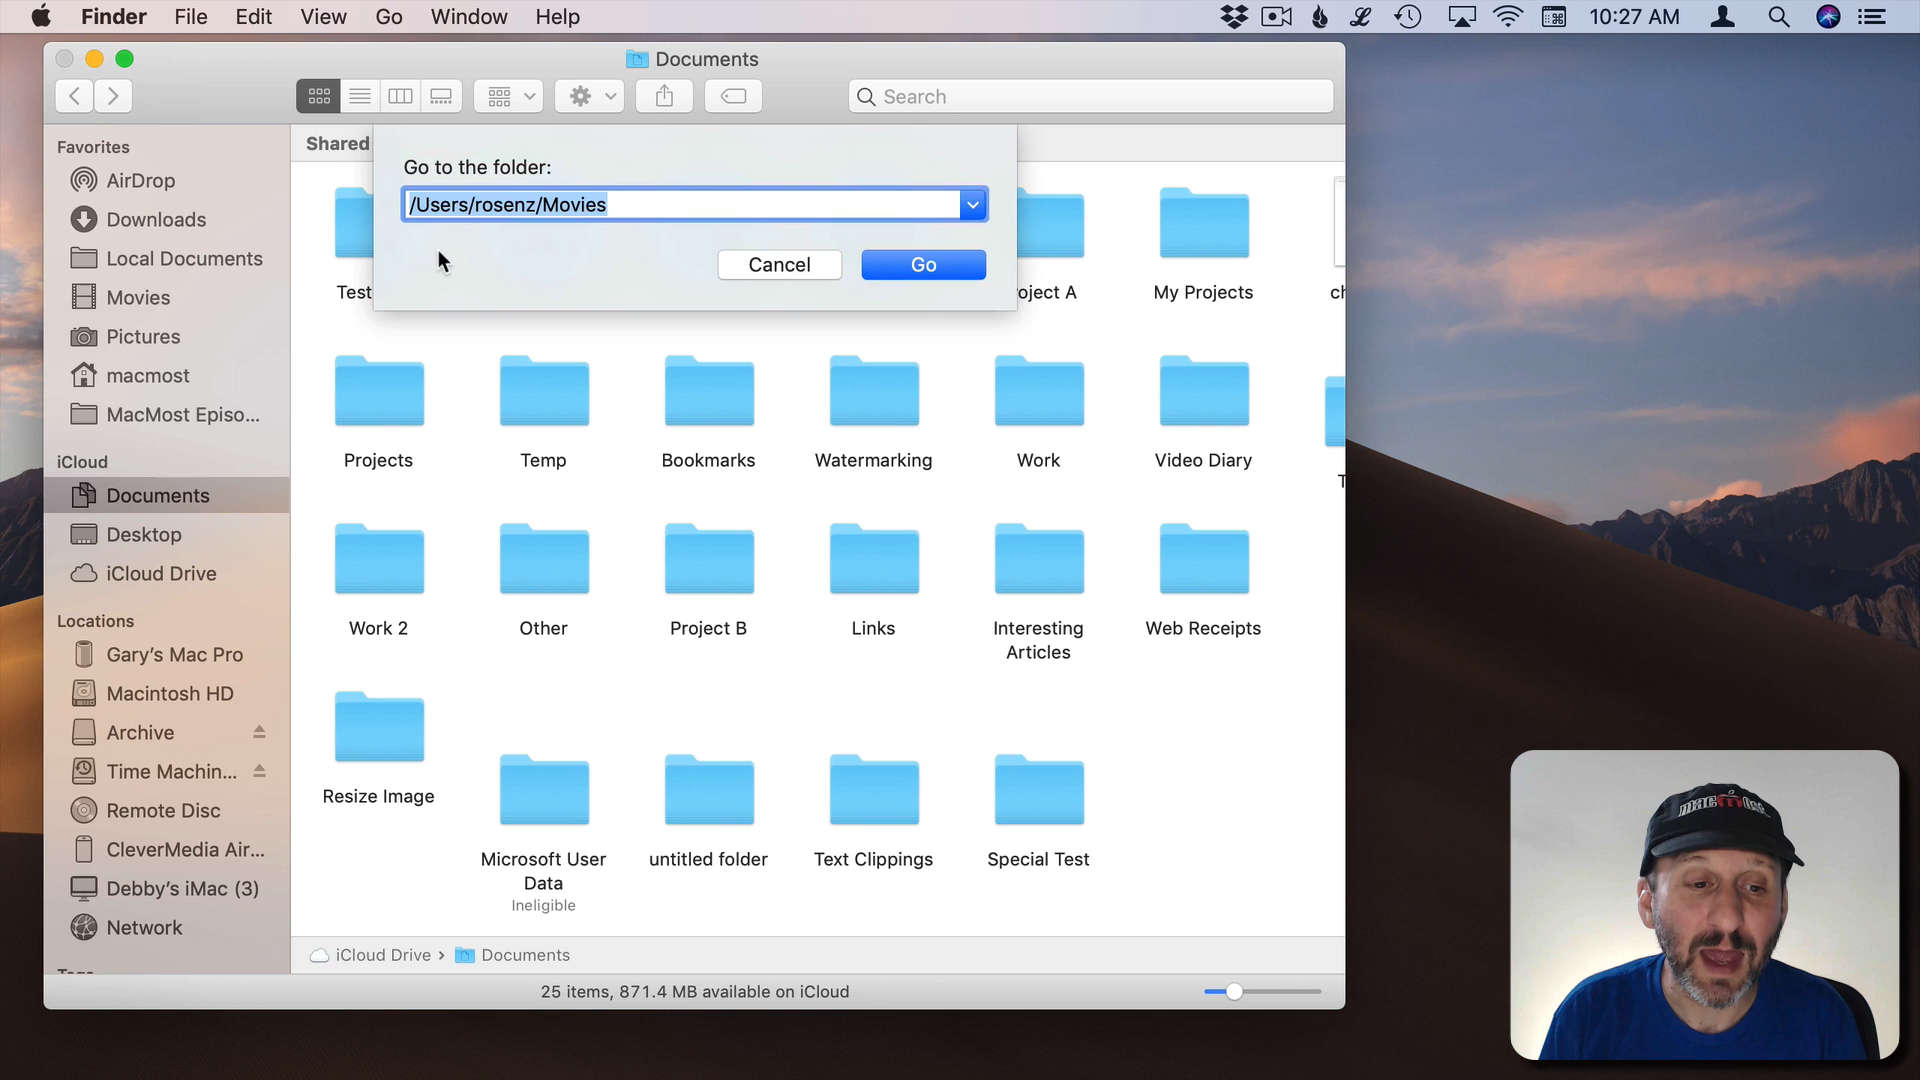 Finder File Edit View Go Window Help
10:27 AM
Documents
Search
Favorites
AirDrop
Downloads
Local Documents
Movies
Pictures
macmost
MacMost Episo...
iCloud
Documents
Desktop
iCloud Drive
Locations
Gary's Mac Pro
Macintosh HD
Archive
Time Machin...
Remote Disc
CleverMedia Air...
Debby's iMac (3)
Network
Shared
Go to the folder:
/Users/rosenz/Movies
Cancel Go
Test
oject A
My Projects
ch
Projects
Temp
Bookmarks
Watermarking
Work
Video Diary
T
Work 2
Other
Project B
Links
Interesting
Articles
Web Receipts
Resize Image
Microsoft User
Data
Ineligible
untitled folder
Text Clippings
Special Test
iCloud Drive › Documents
25 items, 871.4 MB available on iCloud
macmost